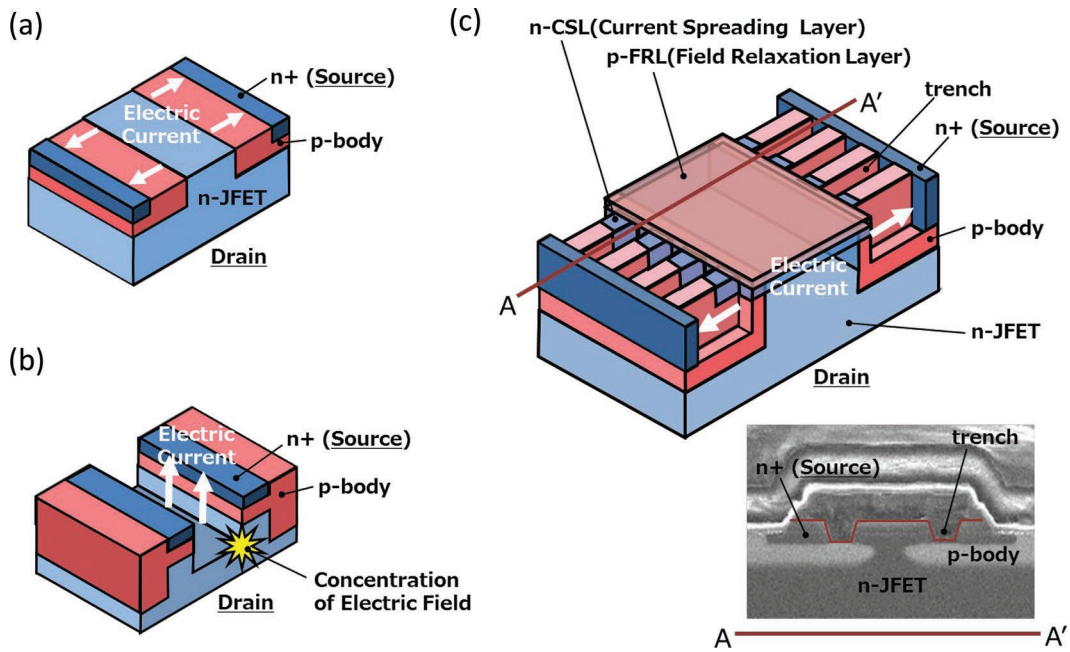 (a)
n+ (Source)
Electric
Current
p-body
n-JFET
Drain
(b)
Electric
Current
n+ (Source)
p-body
Concentration
of Electric Field
Drain
(c)
n-CSL(Current Spreading Layer)
p-FRL(Field Relaxation Layer)
A'
trench
n+ (Source)
p-body
Electric
Current
A
n-JFET
Drain
trench
n+ (Source)
p-body
n-JFET
A
A'